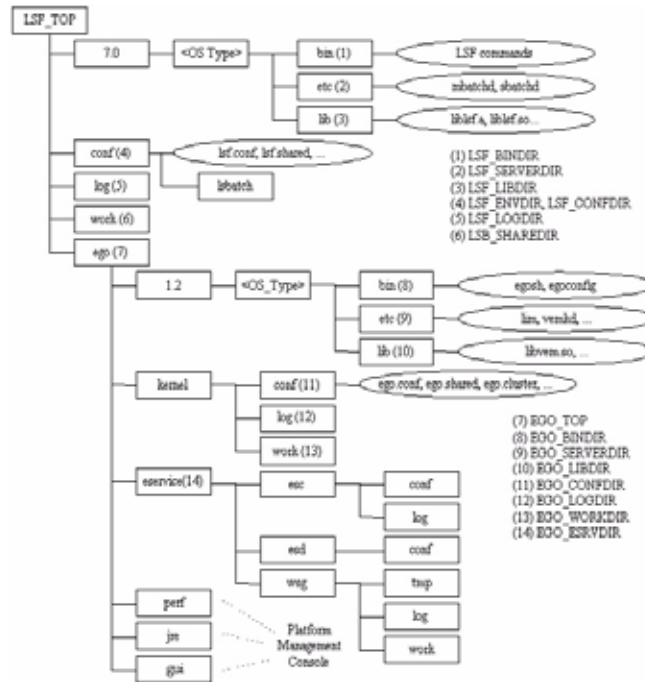 LSF_TOP
7.0
<OS Type>
bin (1)
LSF commands
etc (2)
mbatchd, sbatchd
lib (3)
liblsf.a, liblsf.so...
conf (4)
lsf.conf, lsf.shared, ...
log (5)
lsbatch
work (6)
ego (7)
(1) LSF_BINDIR
(2) LSF_SERVERDIR
(3) LSF_LIBDIR
(4) LSF_ENVDIR, LSF_CONFDIR
(5) LSF_LOGDIR
(6) LSB_SHAREDIR
1.2
<OS_Type>
bin (8)
egosh, egoconfig
etc (9)
lim, vemkd, ...
lib (10)
libvem.so, ...
kernel
conf (11)
ego.conf, ego.shared, ego.cluster, ...
log (12)
work (13)
(7) EGO_TOP
(8) EGO_BINDIR
(9) EGO_SERVERDIR
(10) EGO_LIBDIR
(11) EGO_CONFDIR
(12) EGO_LOGDIR
(13) EGO_WORKDIR
(14) EGO_ESRVDIR
eservice(14)
esc
conf
log
esd
conf
wsg
tmp
log
work
perf
jre
gui
Platform
Management
Console